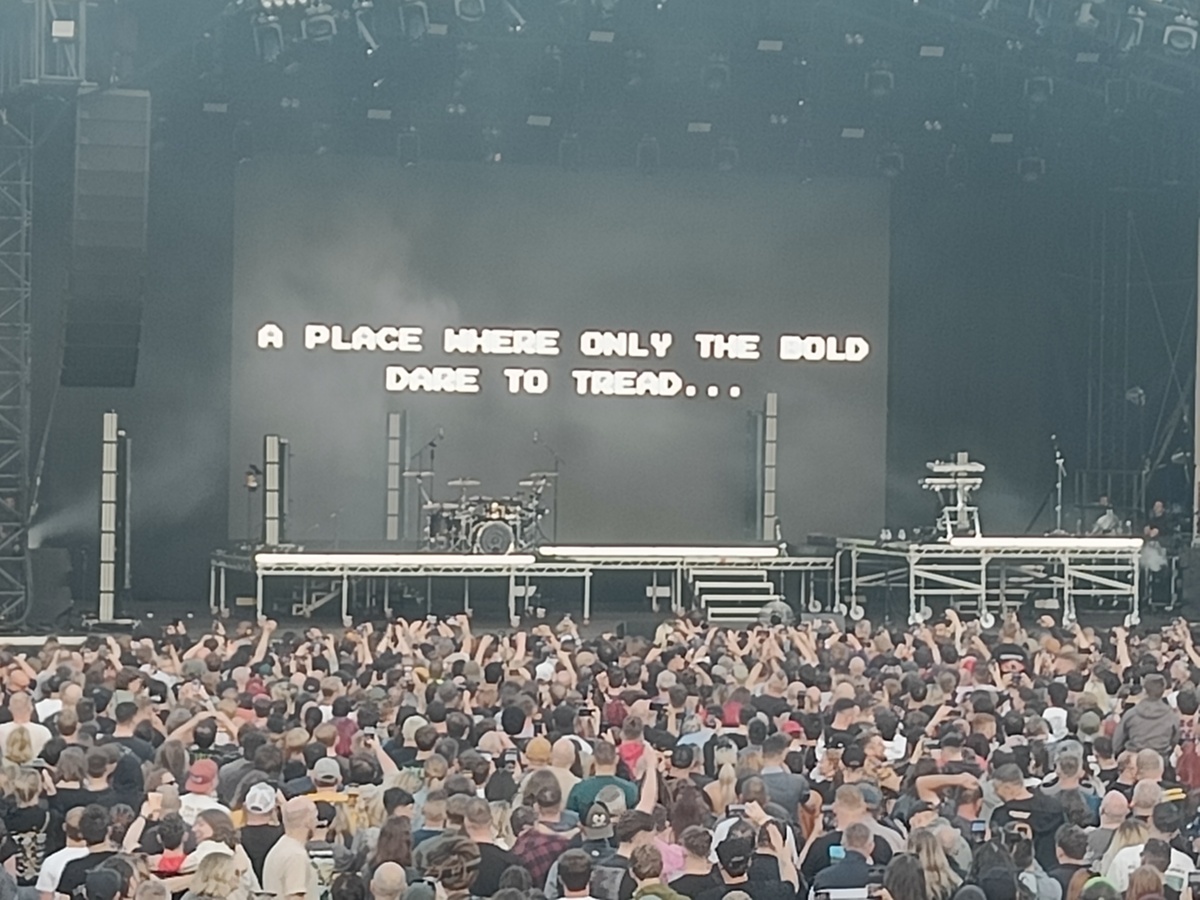 A PLACE WHERE ONLY THE BOLD
DARE TO TREAD...